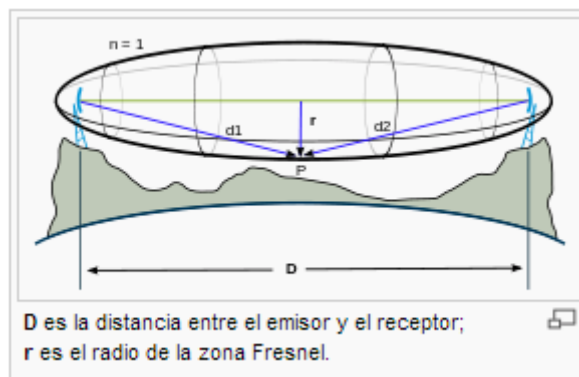 n = 1
d1
r
d2
P
D
D es la distancia entre el emisor y el receptor;
r es el radio de la zona Fresnel.